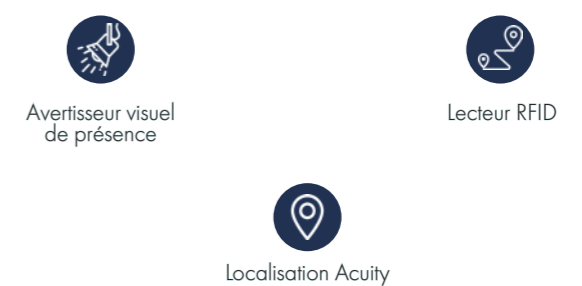 Avertisseur visuel
de présence
Lecteur RFID
Localisation Acuity